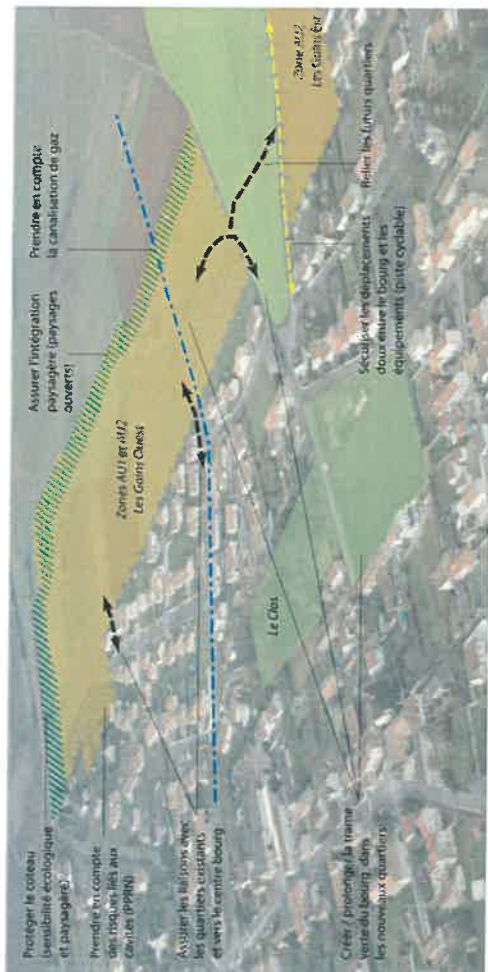 Protéger le coteau
(sensibilité écologique
et paysagère)
Prendre en compte
des risques liés aux
cavités (PPRN)
Assurer les liaisons avec
les quartiers existants
et vers le centre bourg
Créer / prolonger la trame
verte du bourg dans
les nouveaux quartiers
Assurer l'intégration
paysagère (paysages
ouverts)
Zones AU1 et AU2
Les Gains Ouest
Le Clos
Prendre en compte
la canalisation de gaz
Sécuriser les déplacements
doux entre le bourg et les
équipements (piste cyclable)
Relier les futurs quartiers
Zone AU2
Les Gains Est